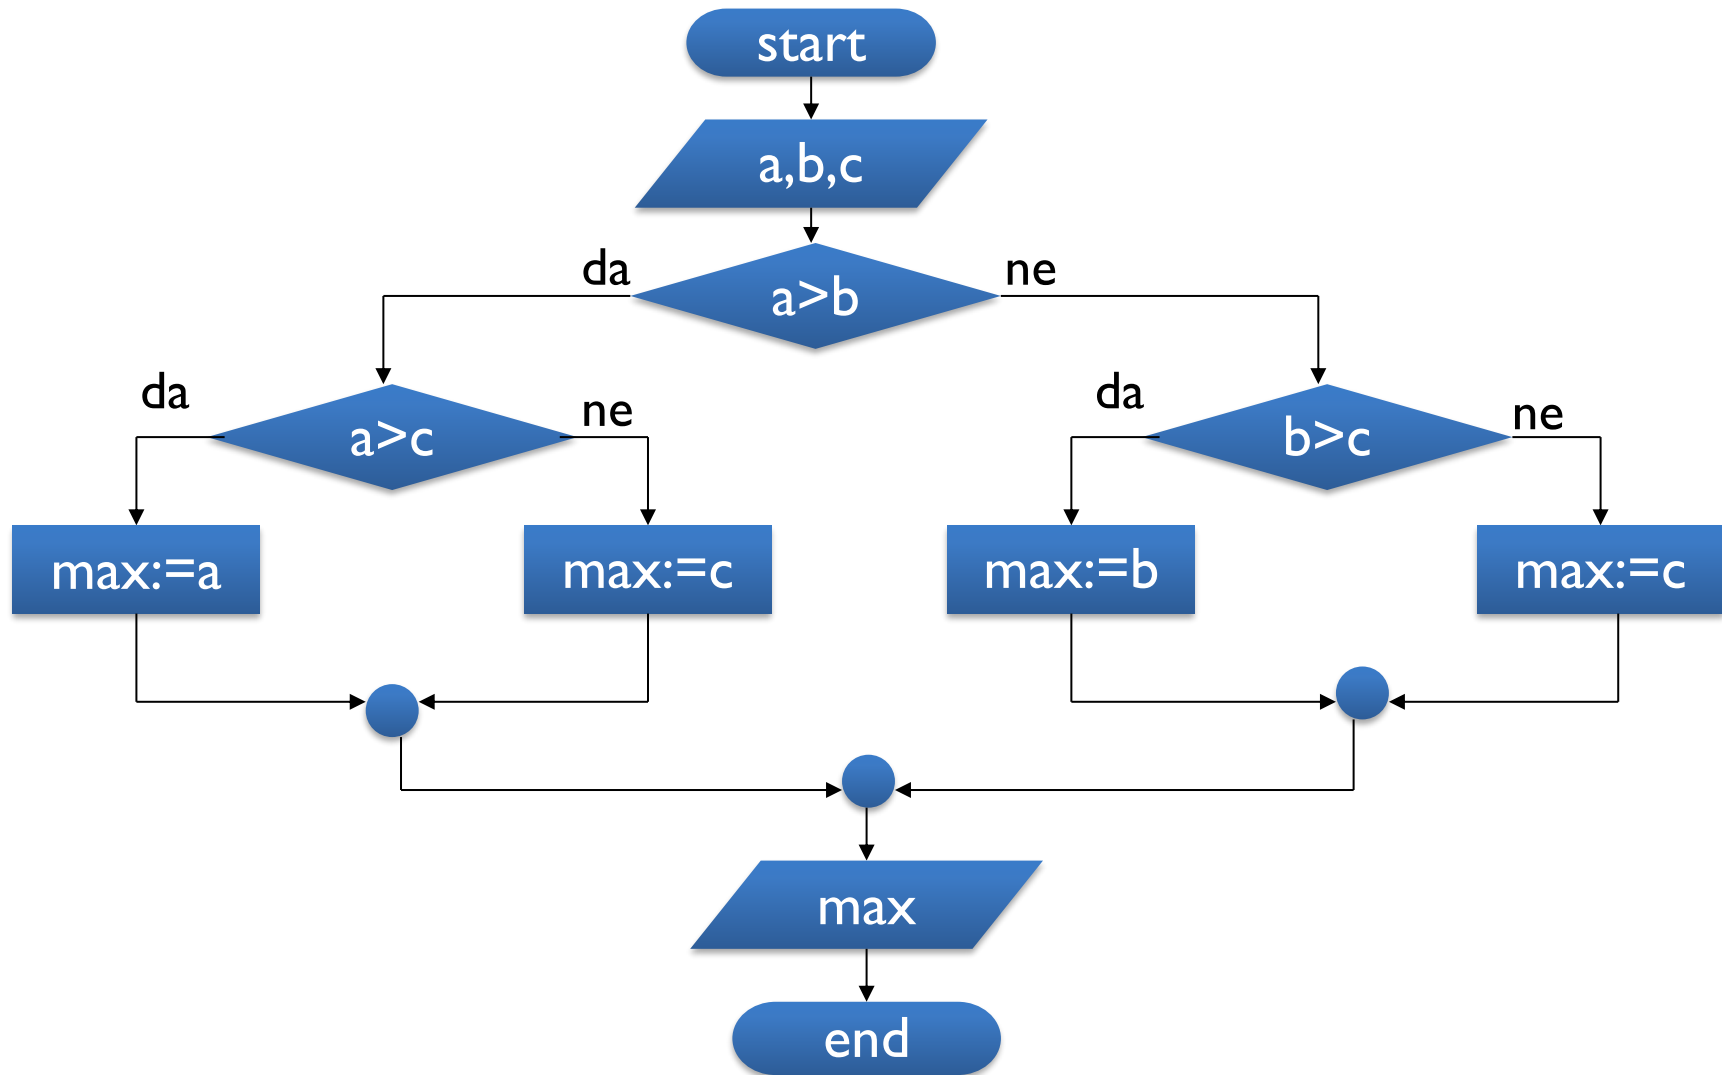 start
a,b,c
da
a>b
ne
da
a>c
ne
da
b>c
ne
max:=a
max:=c
max:=b
max:=c
max
end